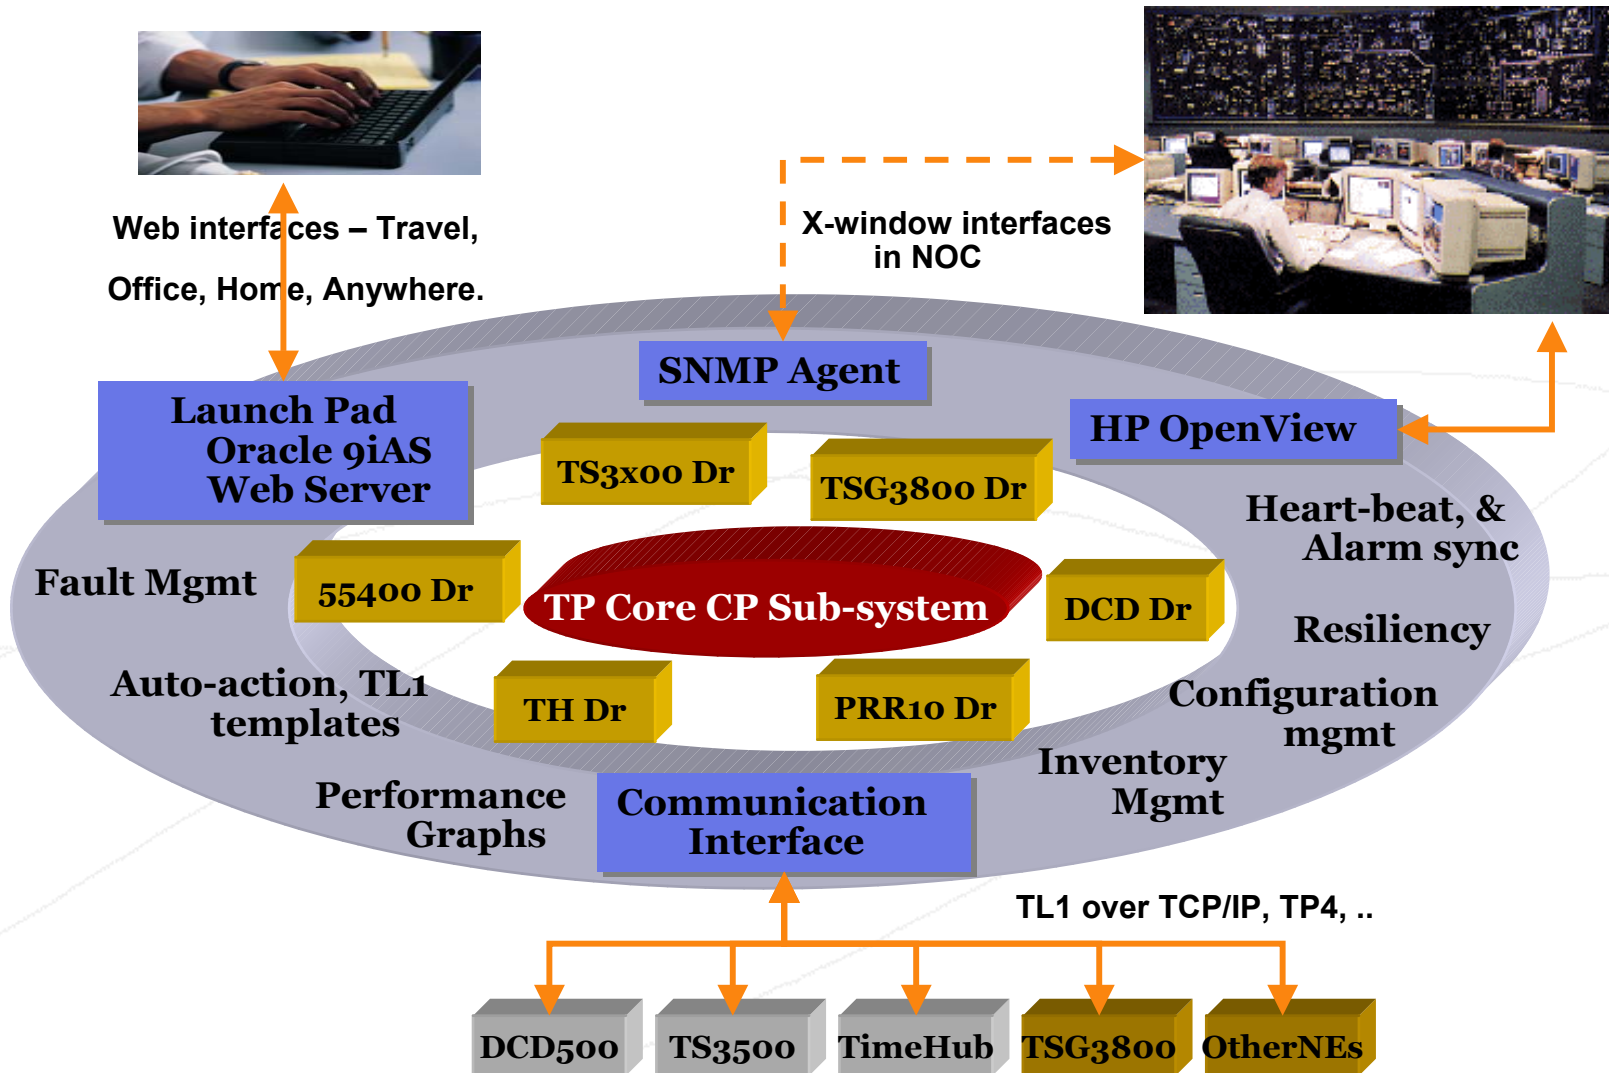 Web interfaces – Travel,
Office, Home, Anywhere.
X-window interfaces
in NOC
SNMP Agent
Launch Pad
Oracle 9iAS
Web Server
HP OpenView
TS3x00 Dr
TSG3800 Dr
Heart-beat, &
Alarm sync
Fault Mgmt
55400 Dr
TP Core CP Sub-system
DCD Dr
Resiliency
Auto-action, TL1
templates
TH Dr
PRR10 Dr
Configuration
mgmt
Inventory
Mgmt
Performance
Graphs
Communication
Interface
TL1 over TCP/IP, TP4, ..
DCD500
TS3500
TimeHub
TSG3800
OtherNEs